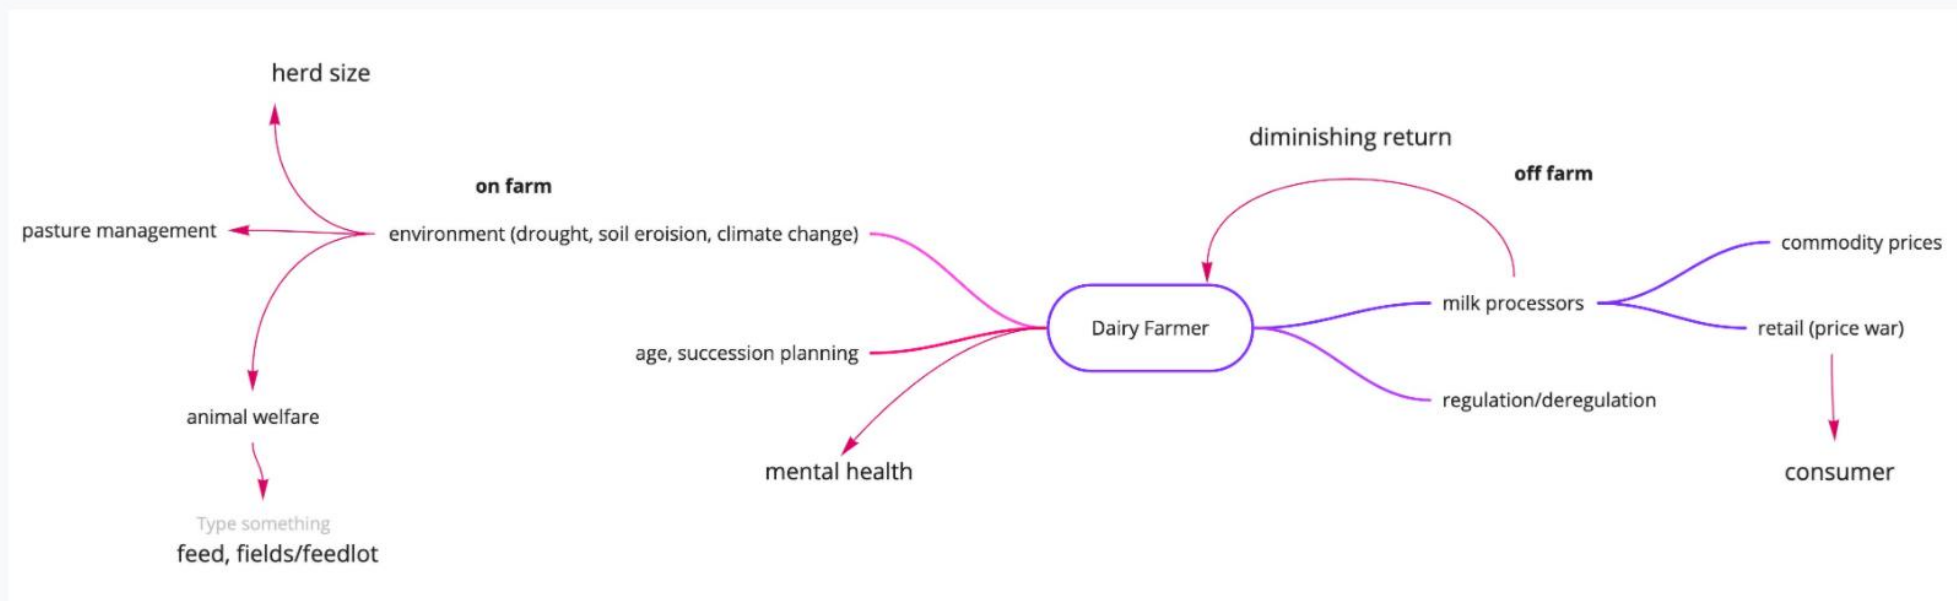 herd size
on farm
pasture management
environment (drought, soil eroision, climate change)
age, succession planning
animal welfare
mental health
Type something
feed, fields/feedlot
Dairy Farmer
diminishing return
off farm
commodity prices
milk processors
retail (price war)
regulation/deregulation
consumer